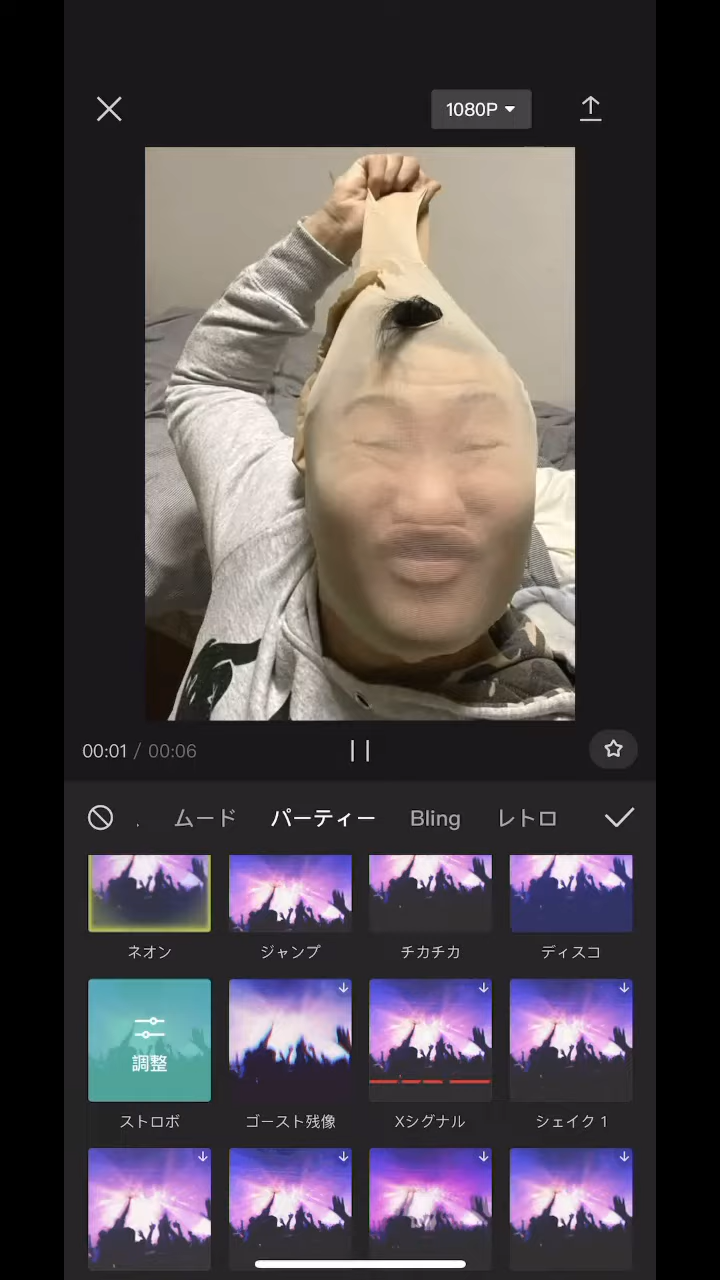 1080P
00:01 / 00:06
ムード パーティー Bling レトロ
ネオン ジャンプ チカチカ ディスコ
調整
ストロボ ゴースト残像 Xシグナル シェイク 1